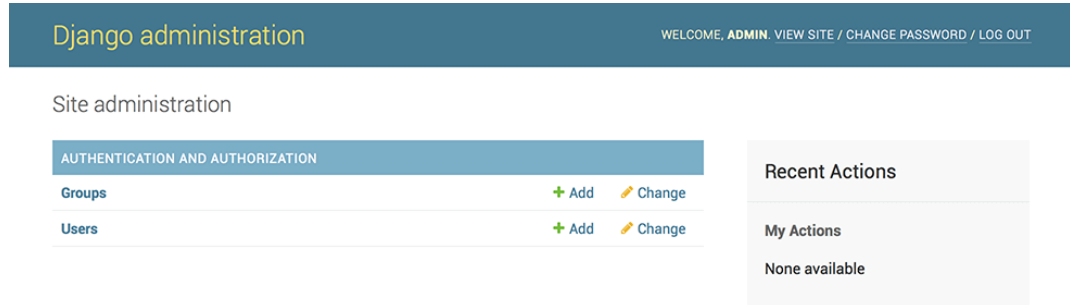 Django administration
WELCOME, ADMIN. VIEW SITE / CHANGE PASSWORD / LOG OUT
Site administration
AUTHENTICATION AND AUTHORIZATION
Groups + Add Change
Users + Add Change
Recent Actions
My Actions
None available